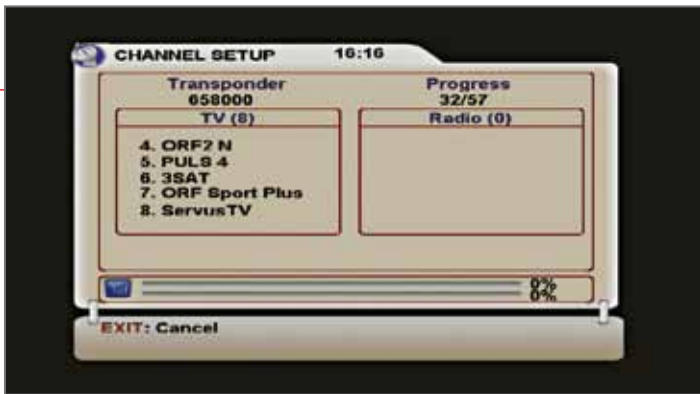 CHANNEL SETUP 16:16
Transponder
658000
Progress
32/57
TV (8)
4. ORF2 N
5. PULS 4
6. 3SAT
7. ORF Sport Plus
8. ServusTV
Radio (0)
0%
0%
EXIT: Cancel